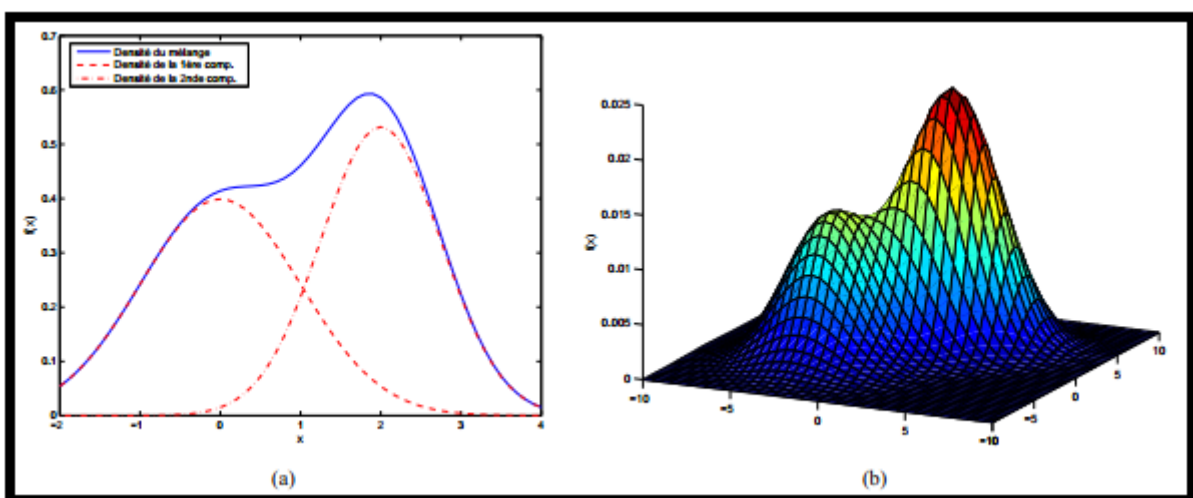 0.7
Densité du mélange
Densité de la 1ère comp.
Densité de la 2nde comp.
0.6
0.5
0.4
0.3
0.2
0.1
0
f(x)
-2 -1 0 1 2 3 4
x
(a)
0.025
0.02
0.015
0.01
0.005
0
f(x)
-10 -5 0 5 -10
-5 0 5 10
(b)